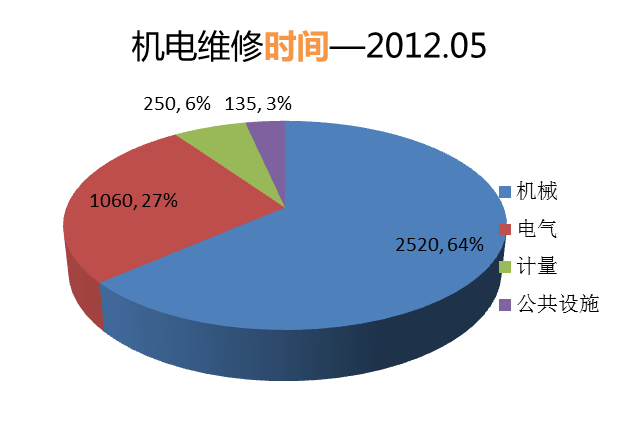 机电维修时间—2012.05
250, 6%
135, 3%
1060, 27%
2520, 64%
机械
电气
计量
公共设施